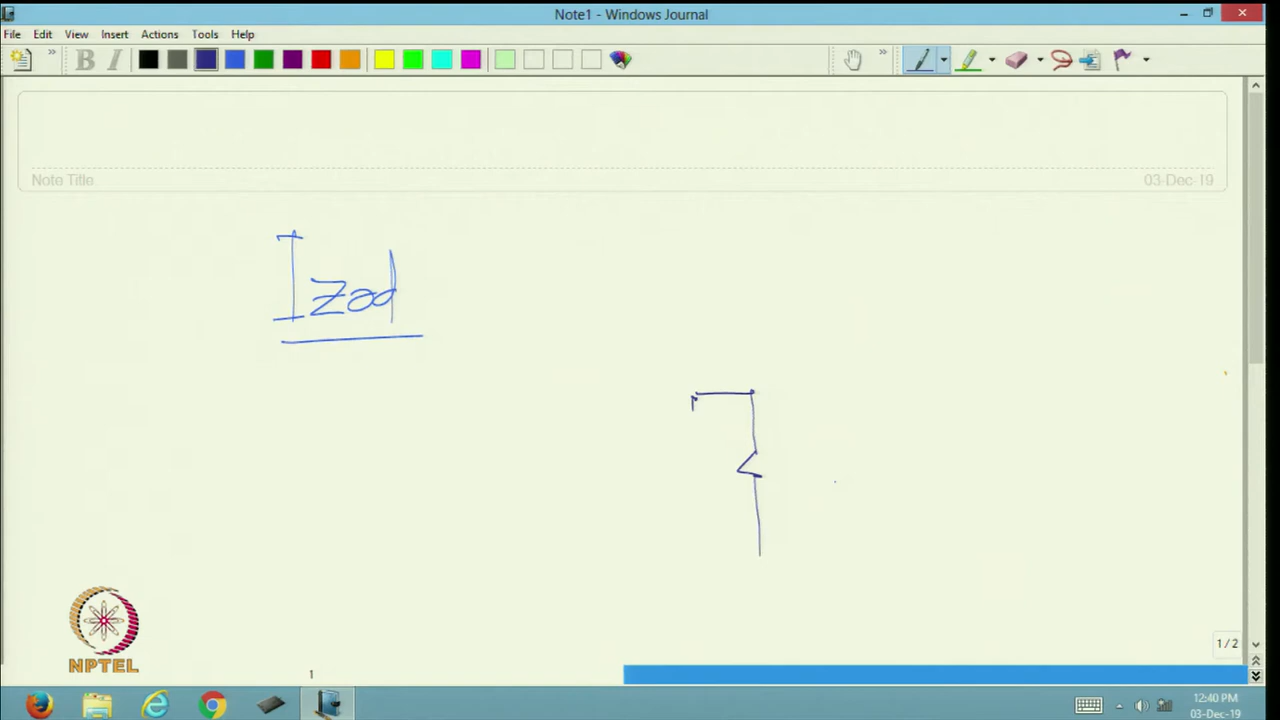 Note1 - Windows Journal
File Edit View Insert Actions Tools Help
B I
Note Title
03-Dec-19
Izod
NPTEL
1/2
1
12:40 PM
03-Dec-19